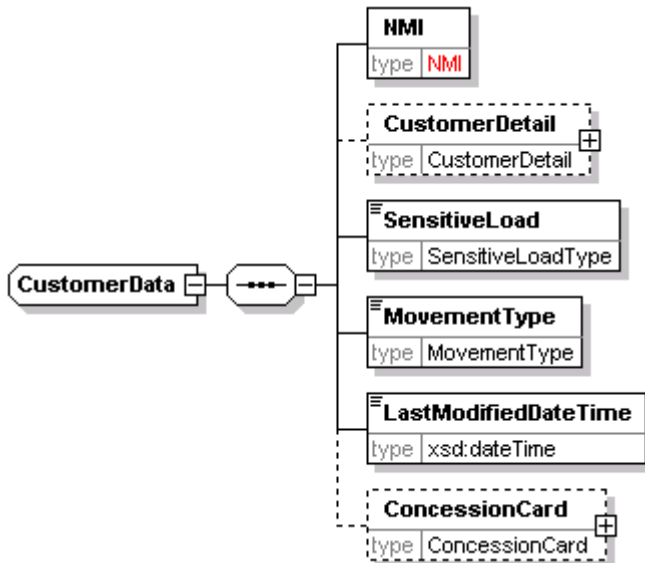 NMI
type NMI
CustomerDetail
type CustomerDetail
SensitiveLoad
type SensitiveLoadType
CustomerData
MovementType
type MovementType
LastModifiedDateTime
type xsd:dateTime
ConcessionCard
type ConcessionCard